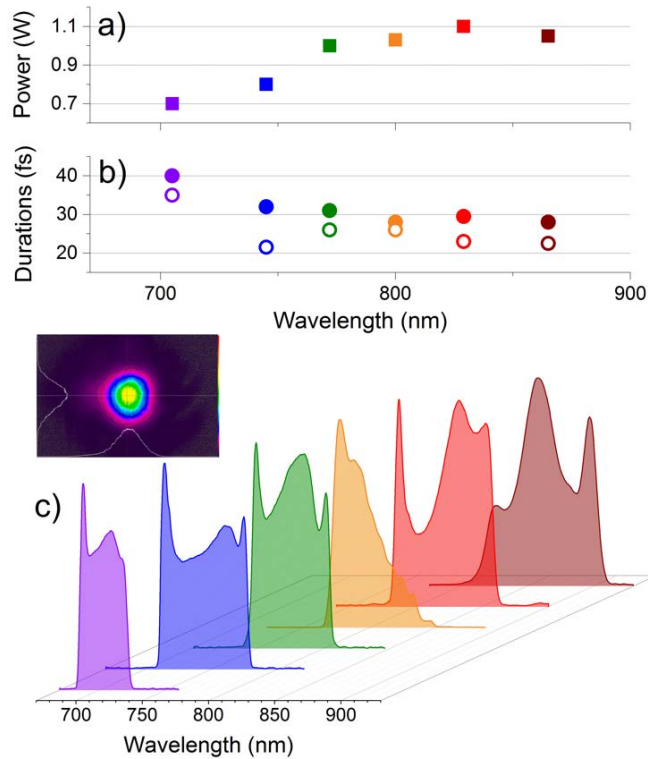 a)
Power (W)
1.1
0.9
0.7
b)
Durations (fs)
40
30
20
700 800 900
Wavelength (nm)
c)
700 750 800 850 900
Wavelength (nm)